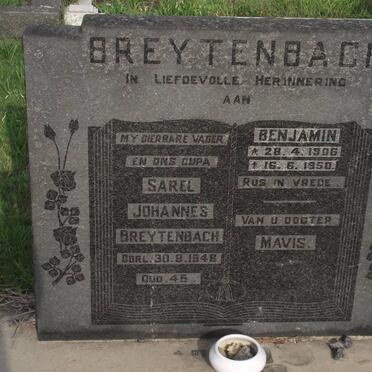 BREYTENBACH
IN LIEFDEVOLLE HERINNERING
AAN
MY DIERBARE VADER
EN ONS OUPA
SAREL
JOHANNES
BREYTENBACH
OORL. 30.8.1948
OUD 45.
BENJAMIN
* 28.4.1906
+ 16.6.1950.
RUS IN VREDE.
VAN U DOGTER
MAVIS.